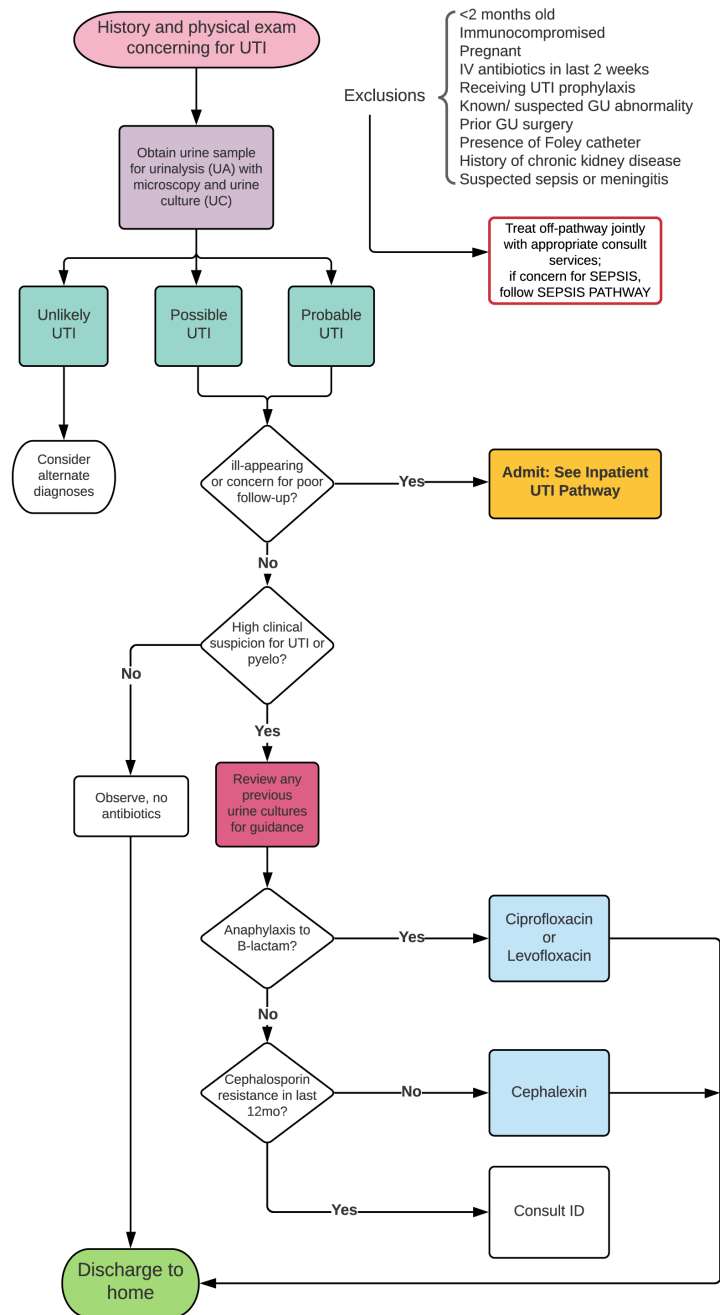 History and physical exam
concerning for UTI
Exclusions
<2 months old
Immunocompromised
Pregnant
IV antibiotics in last 2 weeks
Receiving UTI prophylaxis
Known/ suspected GU abnormality
Prior GU surgery
Presence of Foley catheter
History of chronic kidney disease
Suspected sepsis or meningitis
Obtain urine sample
for urinalysis (UA) with
microscopy and urine
culture (UC)
Treat off-pathway jointly
with appropriate consullt
services;
if concern for SEPSIS,
follow SEPSIS PATHWAY
Unlikely
UTI
Possible
UTI
Probable
UTI
Consider
alternate
diagnoses
ill-appearing
or concern for poor
follow-up?
Yes
Admit: See Inpatient
UTI Pathway
No
High clinical
suspicion for UTI or
pyelo?
No
Yes
Observe, no
antibiotics
Review any
previous
urine cultures
for guidance
Anaphylaxis to
B-lactam?
Yes
Ciprofloxacin
or
Levofloxacin
No
Cephalosporin
resistance in last
12mo?
No
Cephalexin
Yes
Consult ID
Discharge to
home